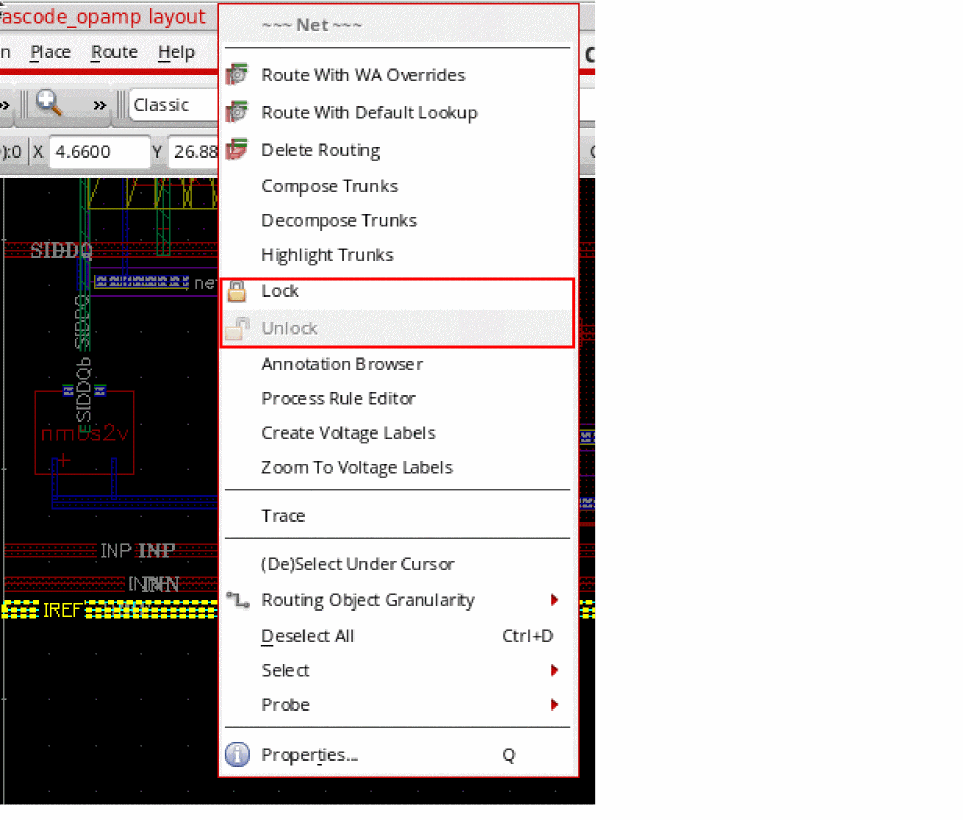 ascode_opamp layout
~~~ Net ~~~
n Place Route Help
Route With WA Overrides
» » Classic
Route With Default Lookup
):0 X 4.6600 Y 26.88
Delete Routing
Compose Trunks
Decompose Trunks
SIDDQ
Highlight Trunks
ne
Lock
SIDDQ
Unlock
Annotation Browser
ESIDDQb
Process Rule Editor
nmos2v
Create Voltage Labels
Zoom To Voltage Labels
Trace
INP INP
(De)Select Under Cursor
INN
IREF
Routing Object Granularity
Deselect All Ctrl+D
Select
Probe
Properties... Q